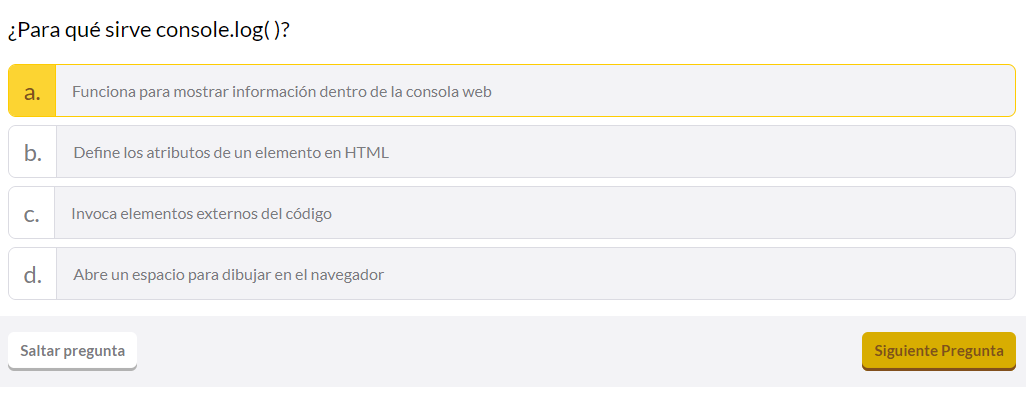 ¿Para qué sirve console.log( )?
a. Funciona para mostrar información dentro de la consola web
b. Define los atributos de un elemento en HTML
c. Invoca elementos externos del código
d. Abre un espacio para dibujar en el navegador
Saltar pregunta Siguiente Pregunta